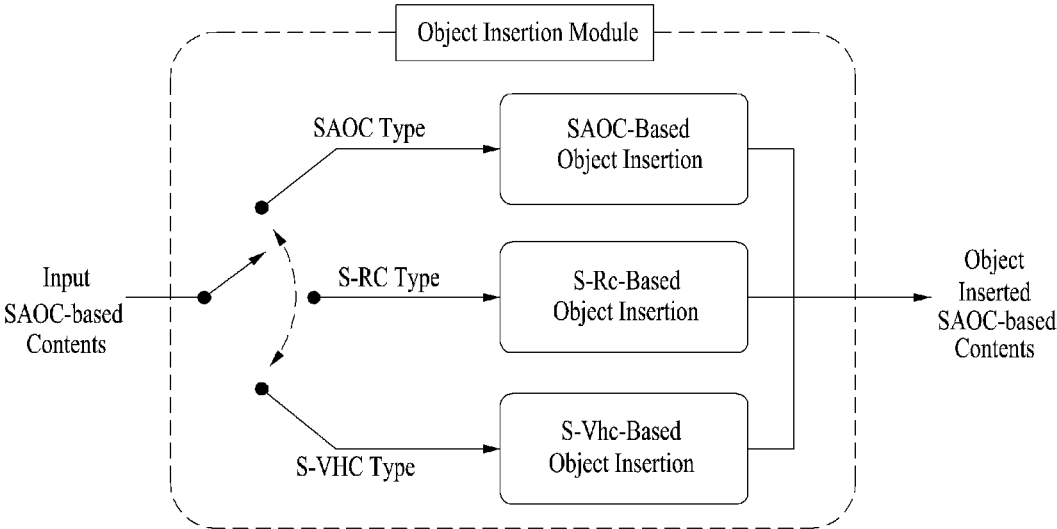 Object Insertion Module
SAOC Type
SAOC-Based
Object Insertion
Input
SAOC-based
Contents
S-RC Type
S-Rc-Based
Object Insertion
Object
Inserted
SAOC-based
Contents
S-VHC Type
S-Vhc-Based
Object Insertion